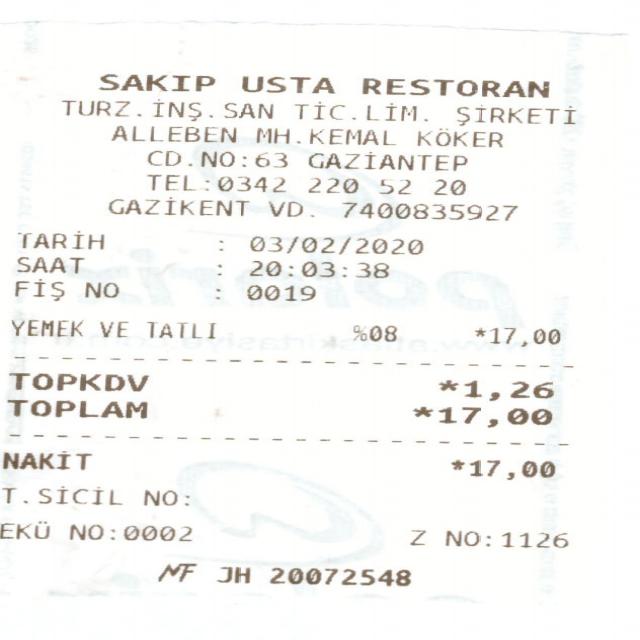 SAKIP USTA RESTORAN
TURZ.İNŞ.SAN TİC.LİM. ŞİRKETİ
ALLEBEN MH.KEMAL KÖKER
CD.NO:63 GAZİANTEP
TEL:0342 220 52 20
GAZİKENT VD. 7400835927
TARİH : 03/02/2020
SAAT : 20:03:38
FİŞ NO : 0019
YEMEK VE TATLI %08 *17,00
TOPKDV *1,26
TOPLAM *17,00
NAKİT *17,00
T.SİCİL NO:
EKÜ NO:0002 Z NO:1126
MF JH 20072548